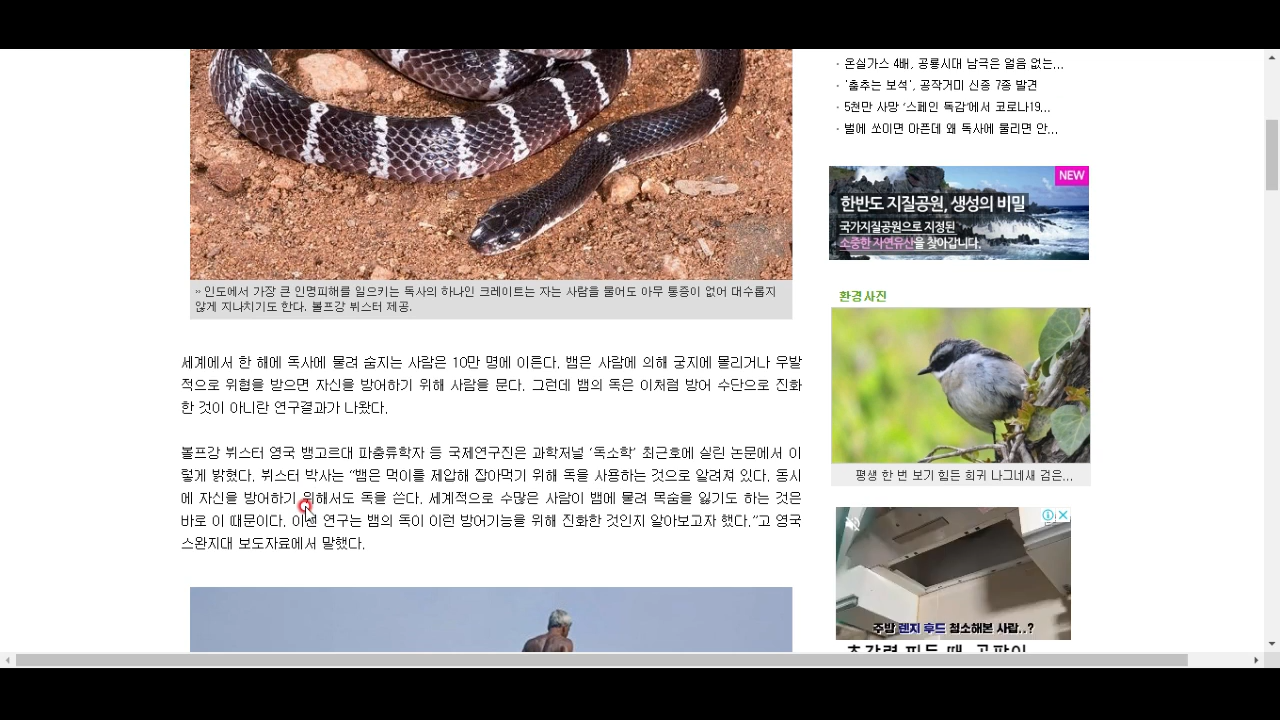 » 인도에서 가장 큰 인명피해를 일으키는 독사의 하나인 크레이트는 자는 사람을 물어도 아무 통증이 없어 대수롭지
않게 지나치기도 한다. 볼프강 뷔스터 제공.
세계에서 한 해에 독사에 물려 숨지는 사람은 10만 명에 이른다. 뱀은 사람에 의해 궁지에 몰리거나 우발
적으로 위협을 받으면 자신을 방어하기 위해 사람을 문다. 그런데 뱀의 독은 이처럼 방어 수단으로 진화
한 것이 아니란 연구결과가 나왔다.
볼프강 뷔스터 영국 뱅고르대 파충류학자 등 국제연구진은 과학저널 ‘독소학’ 최근호에 실린 논문에서 이
렇게 밝혔다. 뷔스터 박사는 “뱀은 먹이를 제압해 잡아먹기 위해 독을 사용하는 것으로 알려져 있다. 동시
에 자신을 방어하기 위해서도 독을 쓴다. 세계적으로 수많은 사람이 뱀에 물려 목숨을 잃기도 하는 것은
바로 이 때문이다. 이번 연구는 뱀의 독이 이런 방어기능을 위해 진화한 것인지 알아보고자 했다.”고 영국
스완지대 보도자료에서 말했다.
· 온실가스 4배, 공룡시대 남극은 얼음 없는...
· '춤추는 보석', 공작거미 신종 7종 발견
· 5천만 사망 ‘스페인 독감’에서 코로나19...
· 벌에 쏘이면 아픈데 왜 독사에 물리면 안...
NEW
한반도 지질공원, 생성의 비밀
국가지질공원으로 지정된
소중한 자연유산을 찾아갑니다.
환경사진
평생 한 번 보기 힘든 희귀 나그네새 검은...
주방 렌지 후드 청소해본 사람..?